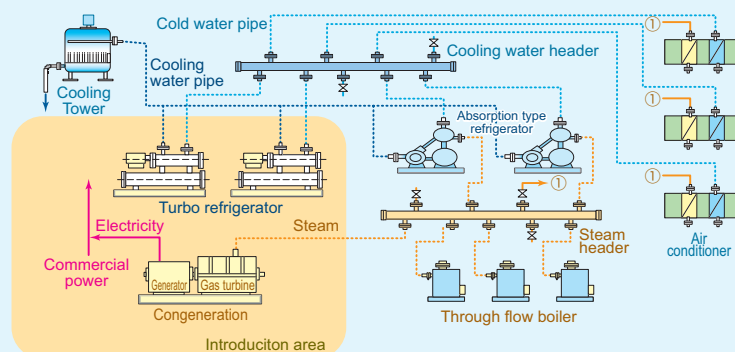 Cold water pipe
①
Cooling water header
Cooling
water pipe
Cooling
Tower
Absorption type
refrigerator
①
Turbo refrigerator
①
①
Electricity
Steam
Steam
header
Air
conditioner
Commercial
power
Generator
Gas turbine
Congeneration
Through flow boiler
Introduciton area